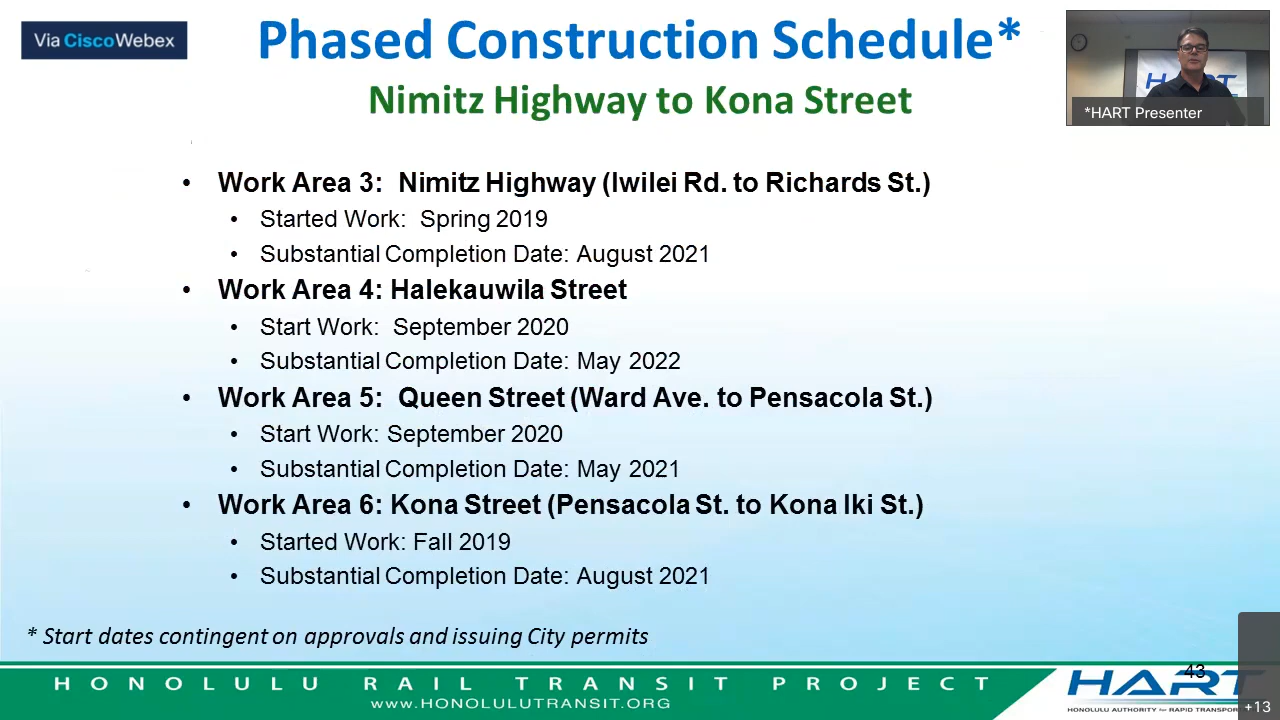 Via CiscoWebex
Phased Construction Schedule*
Nimitz Highway to Kona Street
HART
*HART Presenter
• Work Area 3: Nimitz Highway (Iwilei Rd. to Richards St.)
• Started Work: Spring 2019
• Substantial Completion Date: August 2021
• Work Area 4: Halekauwila Street
• Start Work: September 2020
• Substantial Completion Date: May 2022
• Work Area 5: Queen Street (Ward Ave. to Pensacola St.)
• Start Work: September 2020
• Substantial Completion Date: May 2021
• Work Area 6: Kona Street (Pensacola St. to Kona Iki St.)
• Started Work: Fall 2019
• Substantial Completion Date: August 2021
* Start dates contingent on approvals and issuing City permits
43
HONOLULU RAIL TRANSIT PROJECT
www.HONOLULUTRANSIT.ORG
HART
HONOLULU AUTHORITY for RAPID
+13